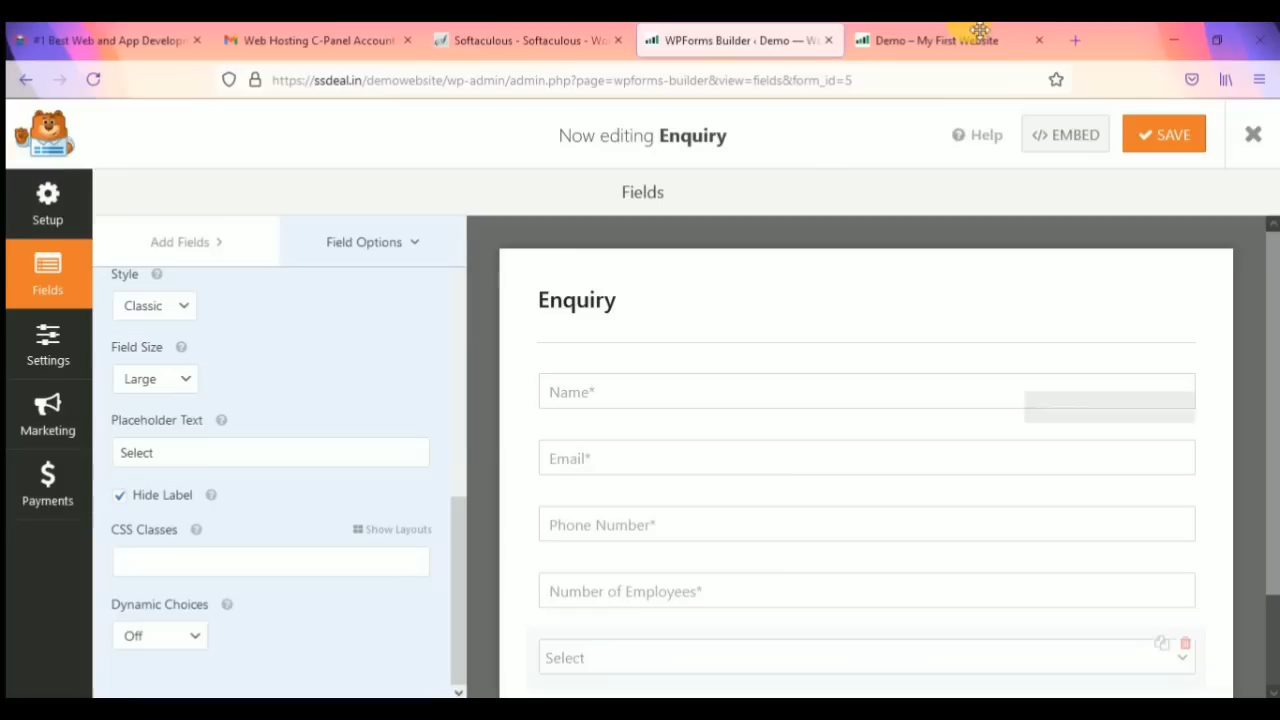 #1 Best Web and App Develop
Web Hosting C-Panel Account
Softaculous - Softaculous - Wo
WPForms Builder ‹ Demo — W
Demo – My First Website
https://ssdeal.in/demowebsite/wp-admin/admin.php?page=wpforms-builder&view=fields&form_id=5
Now editing Enquiry
Help
</> EMBED
SAVE
Setup
Fields
Settings
Marketing
Payments
Fields
Add Fields
Field Options
Style
Classic
Field Size
Large
Placeholder Text
Select
Hide Label
CSS Classes
Show Layouts
Dynamic Choices
Off
Enquiry
Name*
Email*
Phone Number*
Number of Employees*
Select